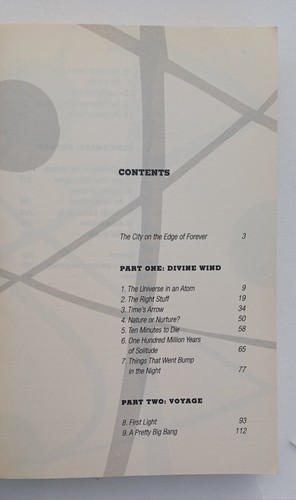 CONTENTS
The City on the Edge of Forever 3
PART ONE: DIVINE WIND
1. The Universe in an Atom 9
2. The Right Stuff 19
3. Time's Arrow 34
4. Nature or Nurture? 50
5. Ten Minutes to Die 58
6. One Hundred Million Years
of Solitude 65
7. Things That Went Bump
in the Night 77
PART TWO: VOYAGE
8. First Light 93
9. A Pretty Big Bang 112